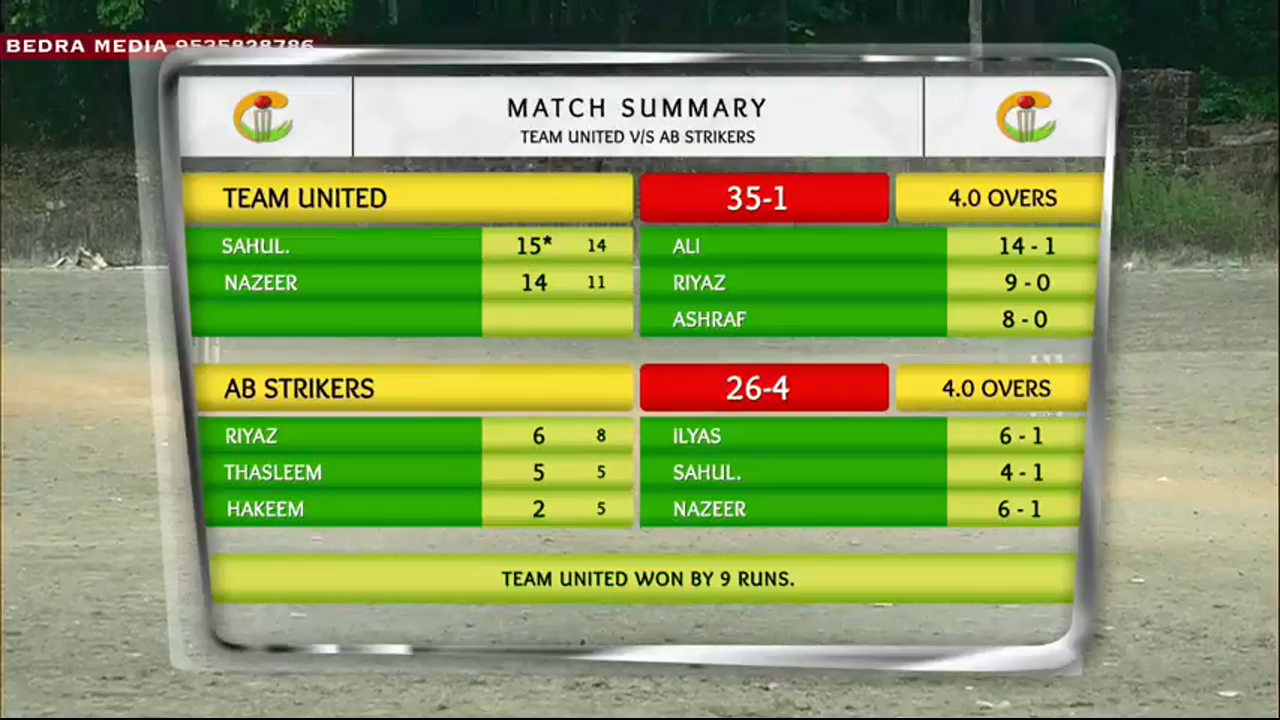 BEDRA MEDIA 9535828786
MATCH SUMMARY
TEAM UNITED V/S AB STRIKERS
TEAM UNITED 35-1 4.0 OVERS
SAHUL. 15* 14 ALI 14 - 1
NAZEER 14 11 RIYAZ 9 - 0
ASHRAF 8 - 0
AB STRIKERS 26-4 4.0 OVERS
RIYAZ 6 8 ILYAS 6 - 1
THASLEEM 5 5 SAHUL. 4 - 1
HAKEEM 2 5 NAZEER 6 - 1
TEAM UNITED WON BY 9 RUNS.